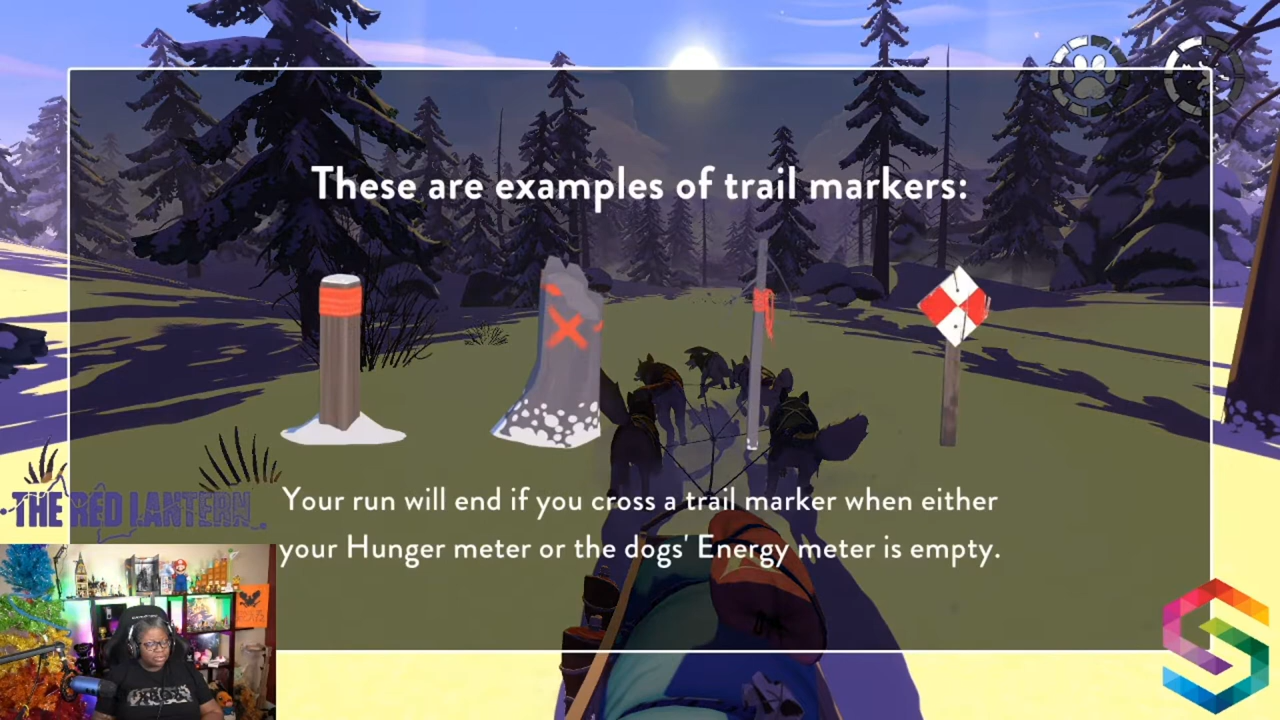 These are examples of trail markers:
Your run will end if you cross a trail marker when either
your Hunger meter or the dogs' Energy meter is empty.
THE RED LANTERN